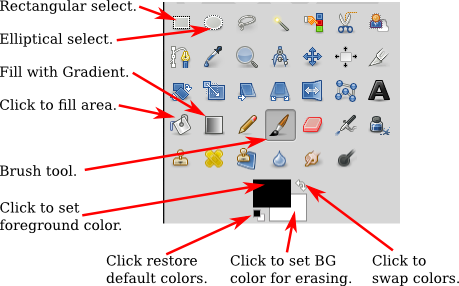 Rectangular select.
Elliptical select.
Fill with Gradient.
Click to fill area.
Brush tool.
Click to set
foreground color.
Click restore
default colors.
Click to set BG
color for erasing.
Click to
swap colors.